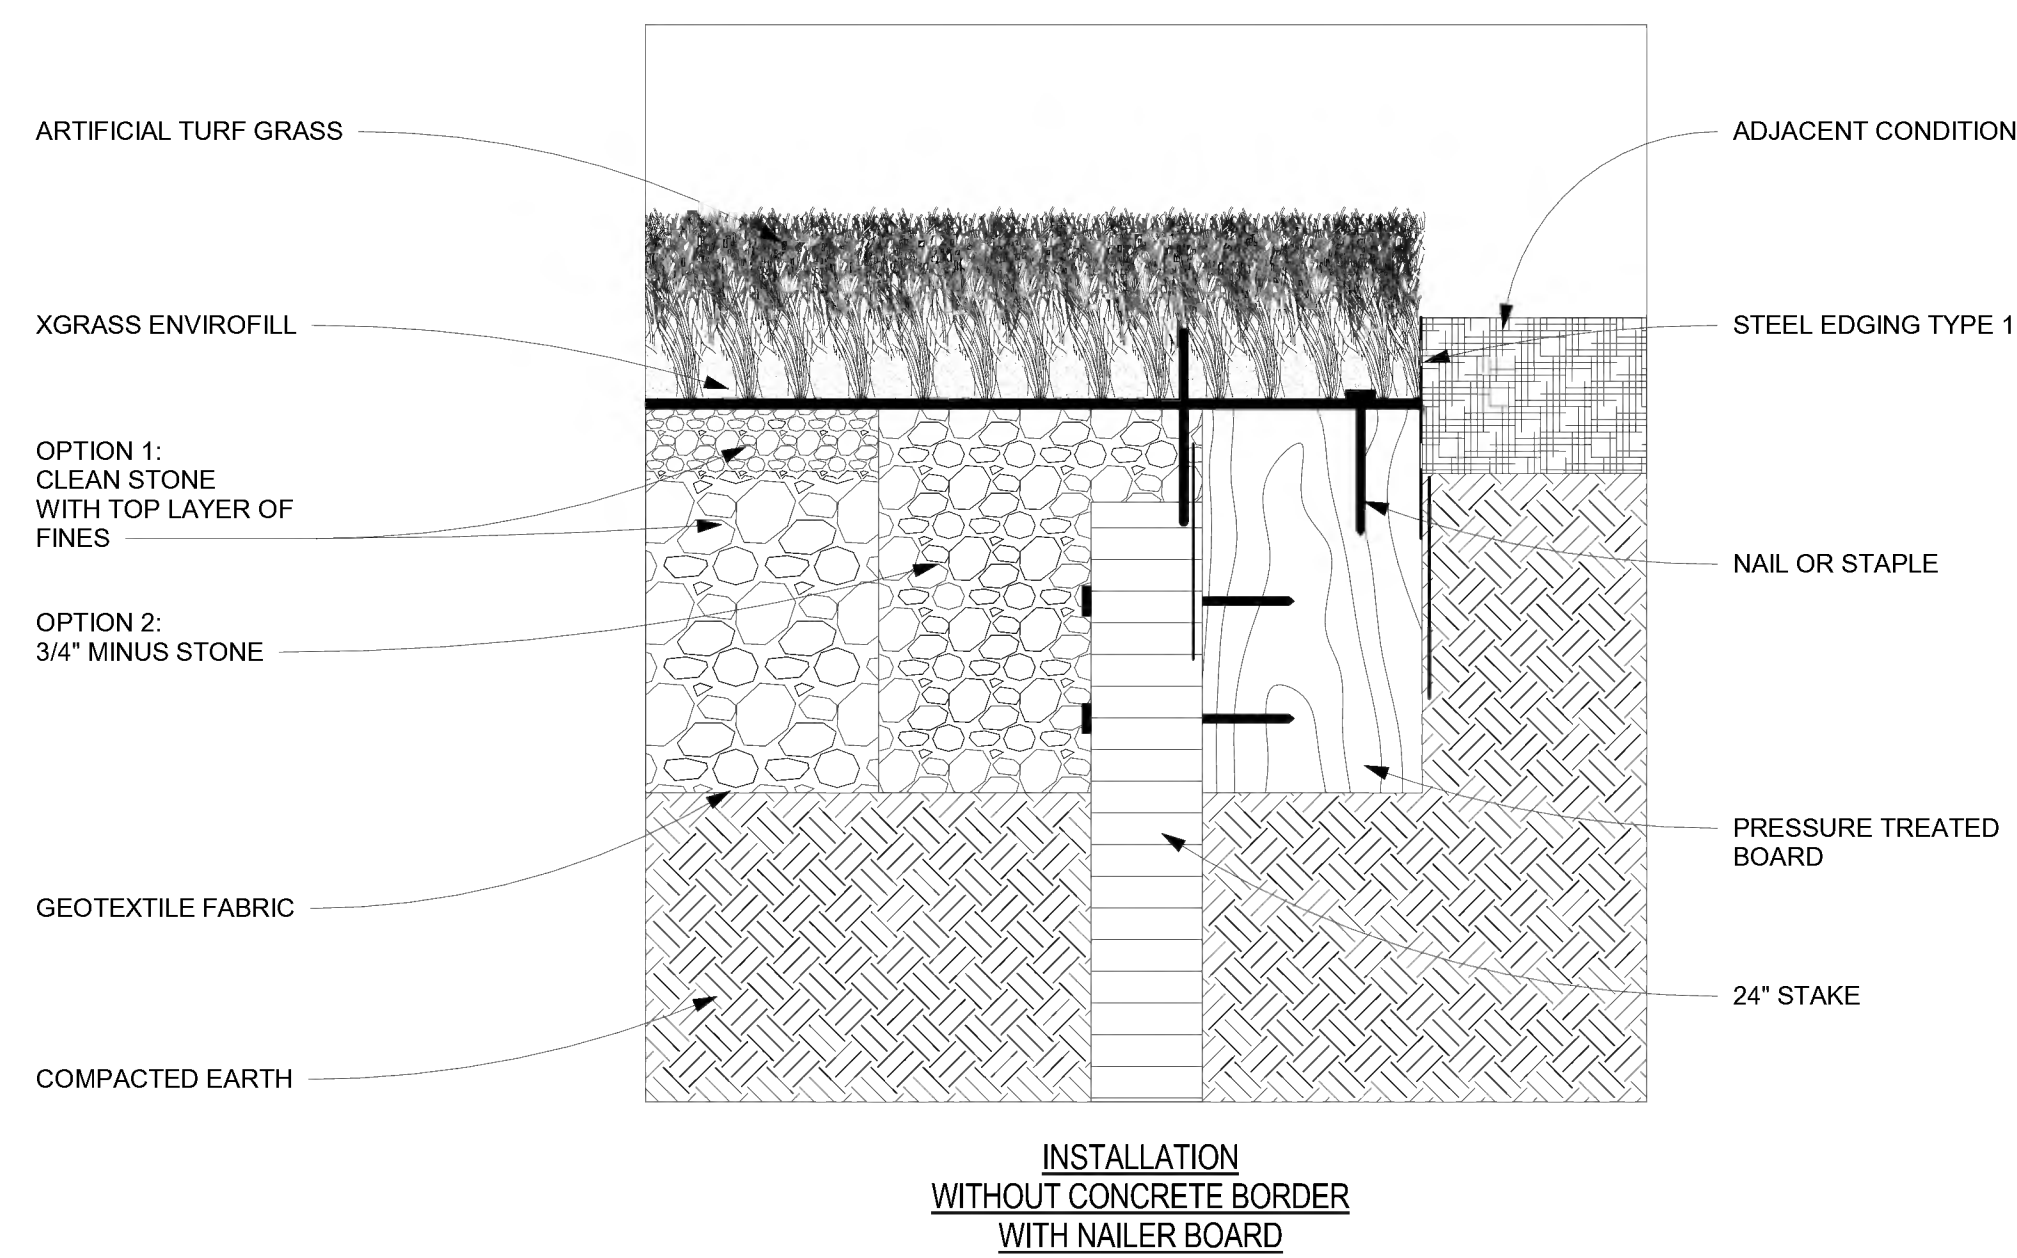 ARTIFICIAL TURF GRASS
XGRASS ENVIROFILL
OPTION 1:
CLEAN STONE
WITH TOP LAYER OF
FINES
OPTION 2:
3/4" MINUS STONE
GEOTEXTILE FABRIC
COMPACTED EARTH
ADJACENT CONDITION
STEEL EDGING TYPE 1
NAIL OR STAPLE
PRESSURE TREATED
BOARD
24" STAKE
INSTALLATION
WITHOUT CONCRETE BORDER
WITH NAILER BOARD